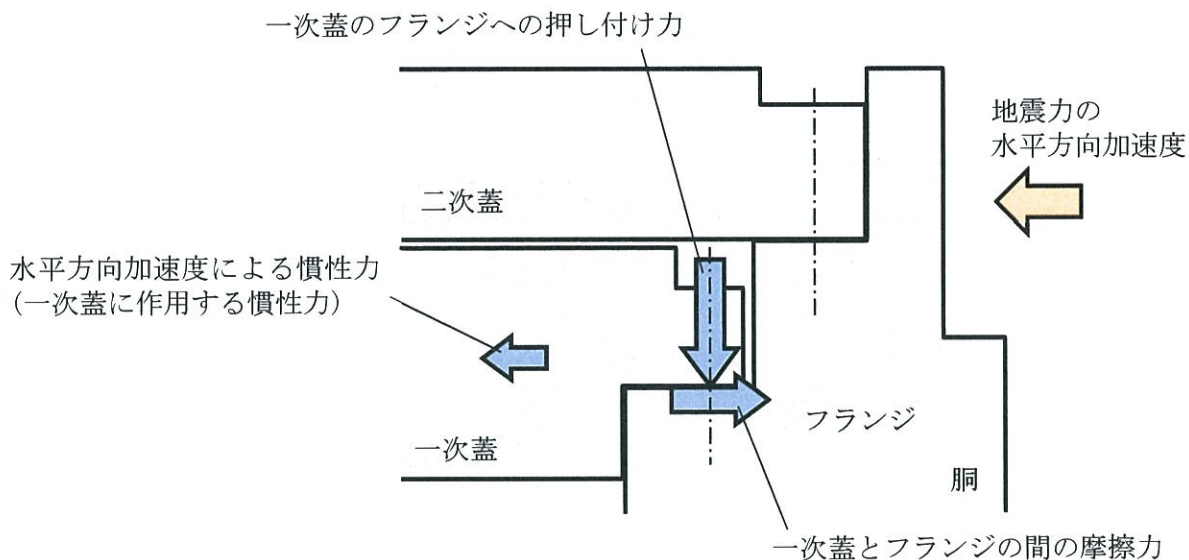 一次蓋のフランジへの押し付け力
地震力の
水平方向加速度
二次蓋
水平方向加速度による慣性力
（一次蓋に作用する慣性力）
フランジ
一次蓋
胴
一次蓋とフランジの間の摩擦力